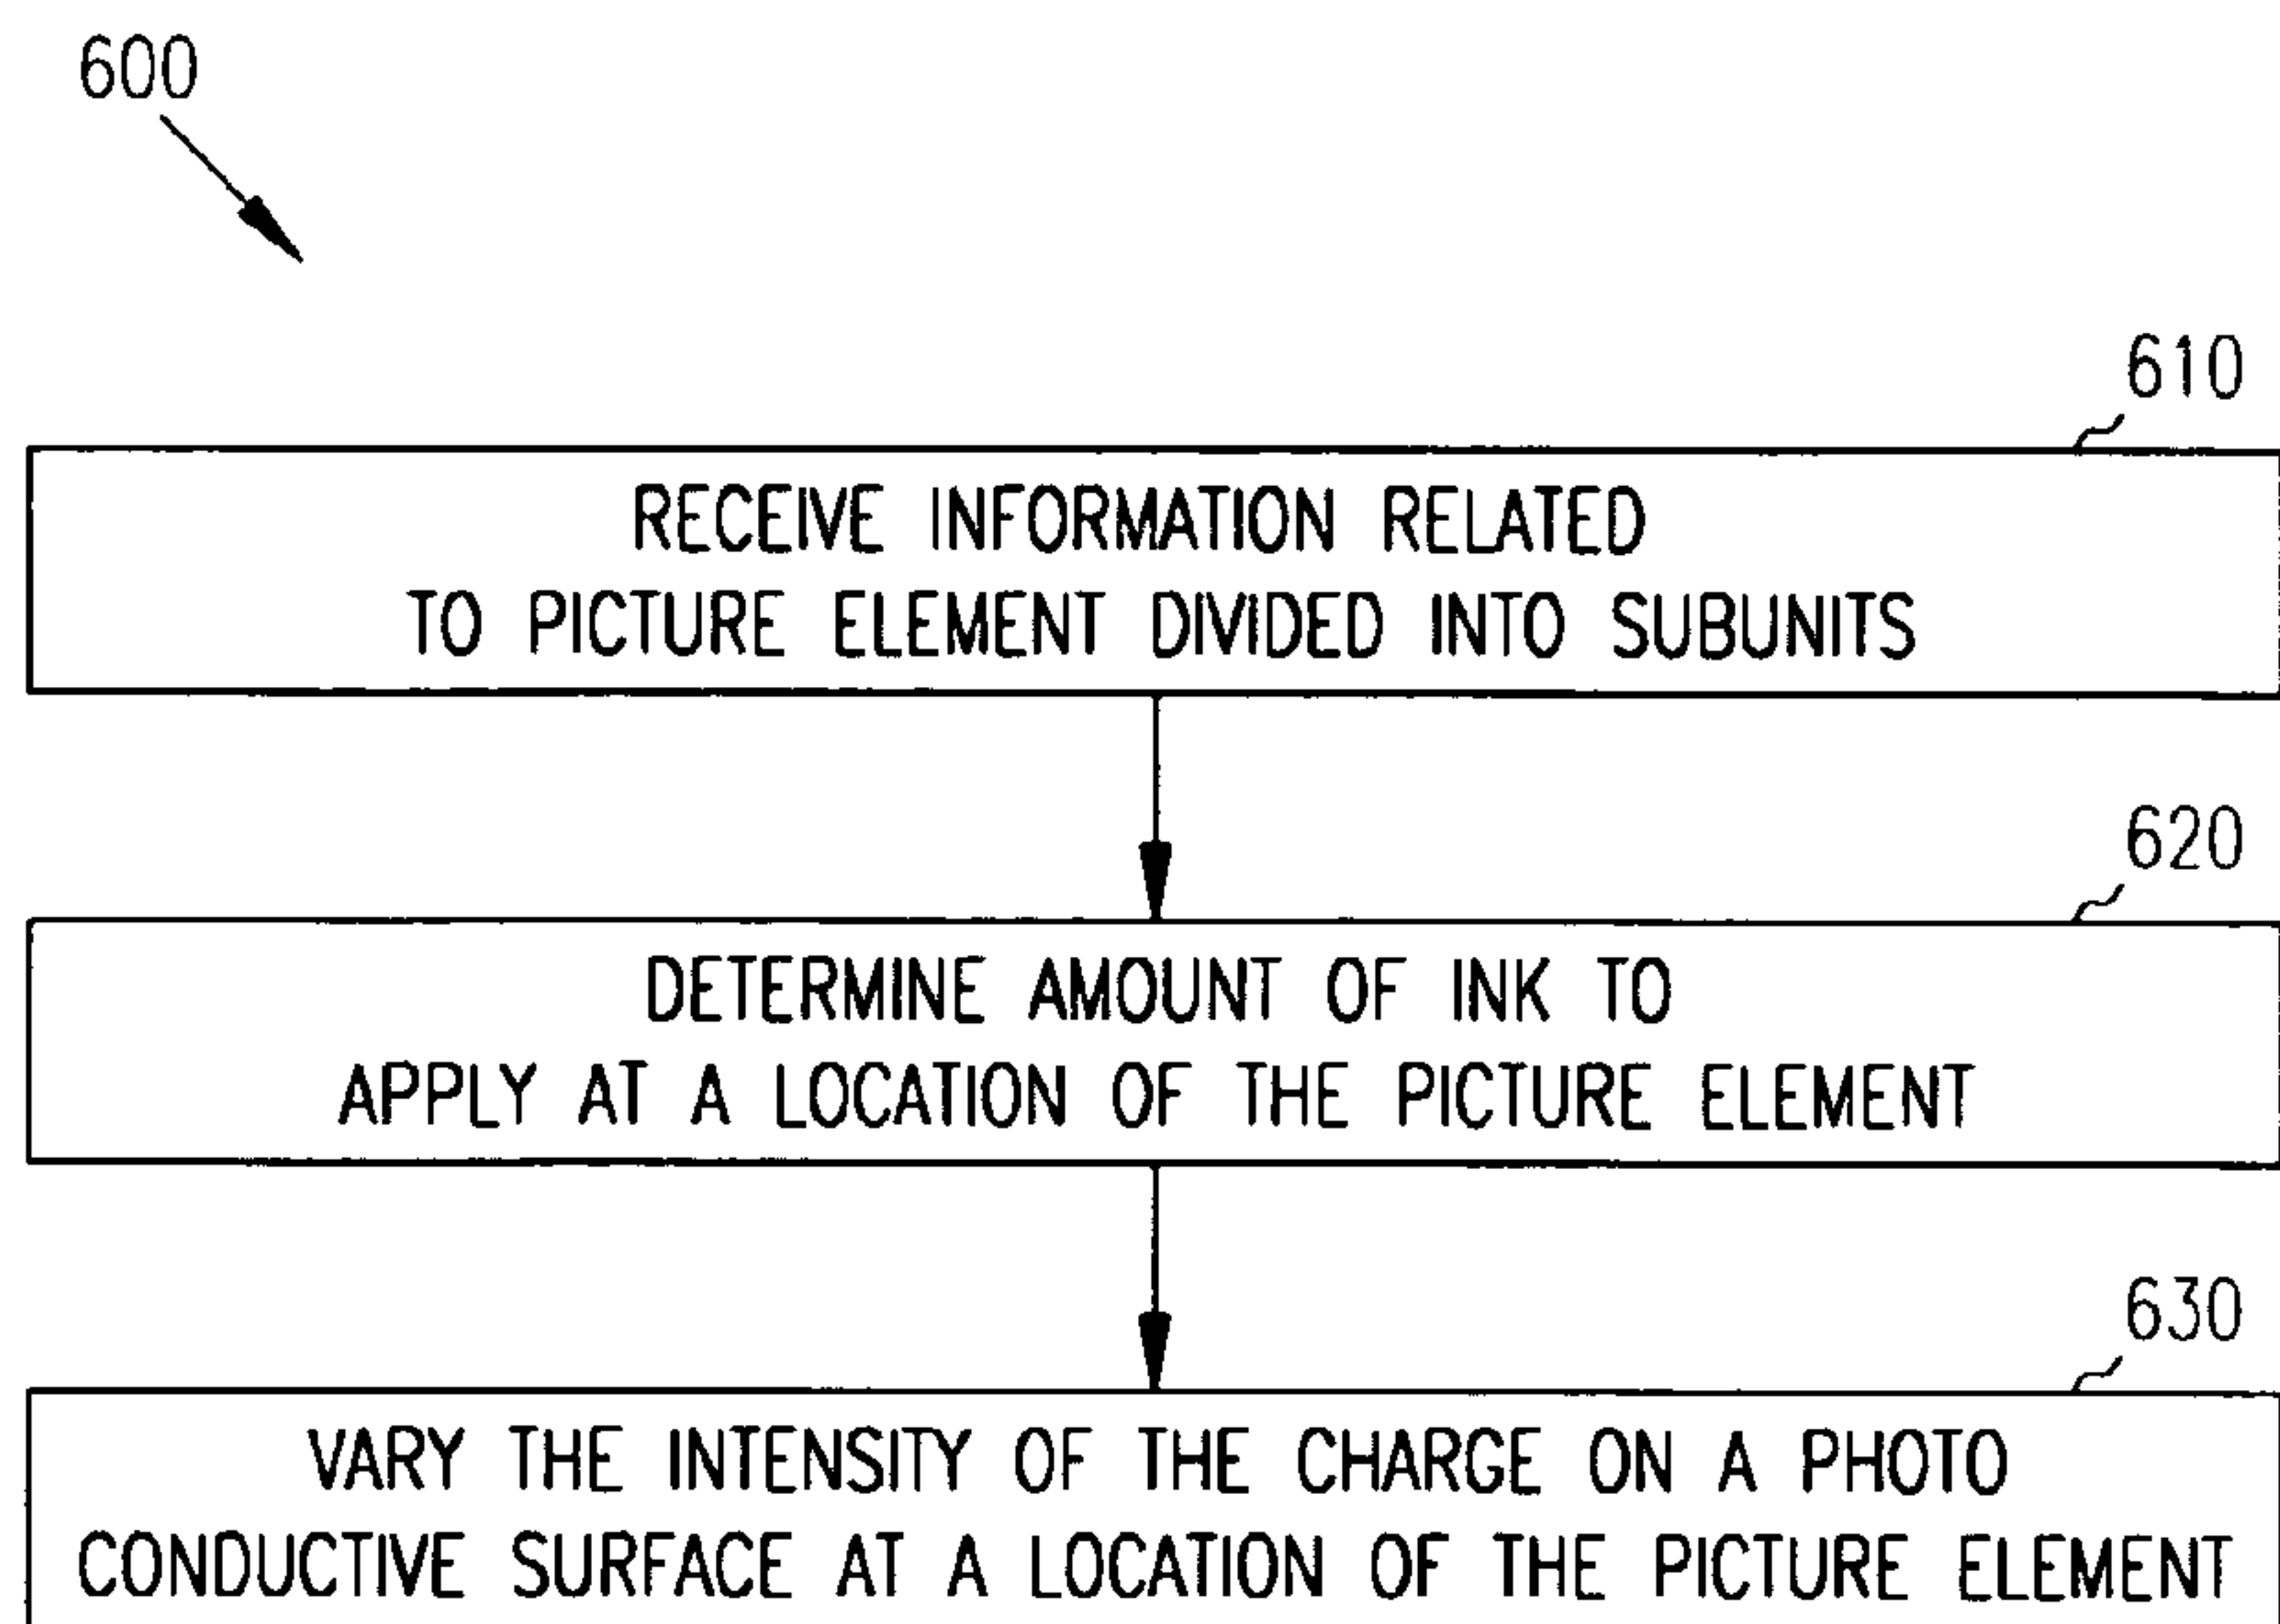 600
610
RECEIVE INFORMATION RELATED
TO PICTURE ELEMENT DIVIDED INTO SUBUNITS
620
DETERMINE AMOUNT OF INK TO
APPLY AT A LOCATION OF THE PICTURE ELEMENT
630
VARY THE INTENSITY OF THE CHARGE ON A PHOTO
CONDUCTIVE SURFACE AT A LOCATION OF THE PICTURE ELEMENT